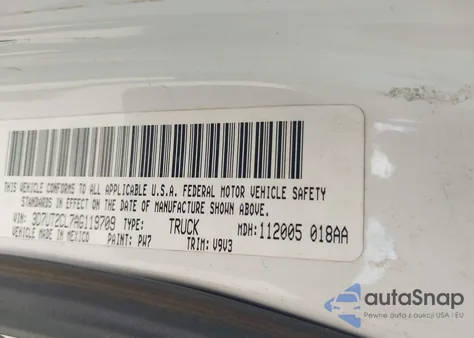 THIS VEHICLE CONFORMS TO ALL APPLICABLE U.S.A. FEDERAL MOTOR VEHICLE SAFETY
STANDARDS IN EFFECT ON THE DATE OF MANUFACTURE SHOWN ABOVE.
VIN: 3D7UT2CL7AG119709 TYPE: TRUCK MDH: 112005 018AA
VEHICLE MADE IN MEXICO PAINT: PW7 TRIM: V9V3
autoSnap
Pewne auta z aukcji USA i EU